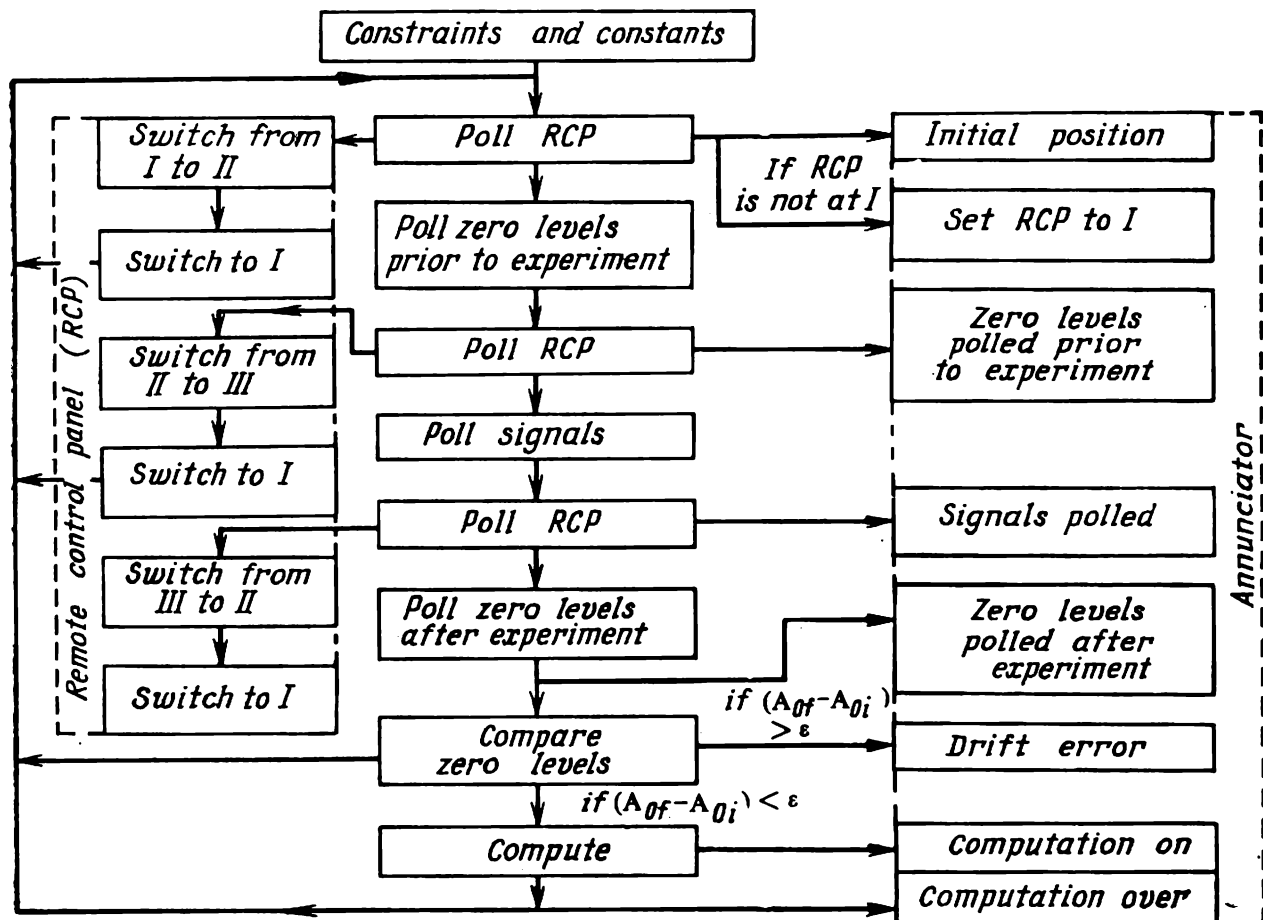 Constraints and constants
Switch from
I to II
Poll RCP
Initial position
If RCP
is not at I
Switch to I
Poll zero levels
prior to experiment
Set RCP to I
Remote control panel (RCP)
Switch from
II to III
Poll RCP
Zero levels
polled prior
to experiment
Switch to I
Poll signals
Annunciator
Poll RCP
Signals polled
Switch from
III to II
Poll zero levels
after experiment
Zero levels
polled after
experiment
Switch to I
if (A0f-A0i)
> ε
Compare
zero levels
Drift error
if (A0f-A0i) < ε
Compute
Computation on
Computation over